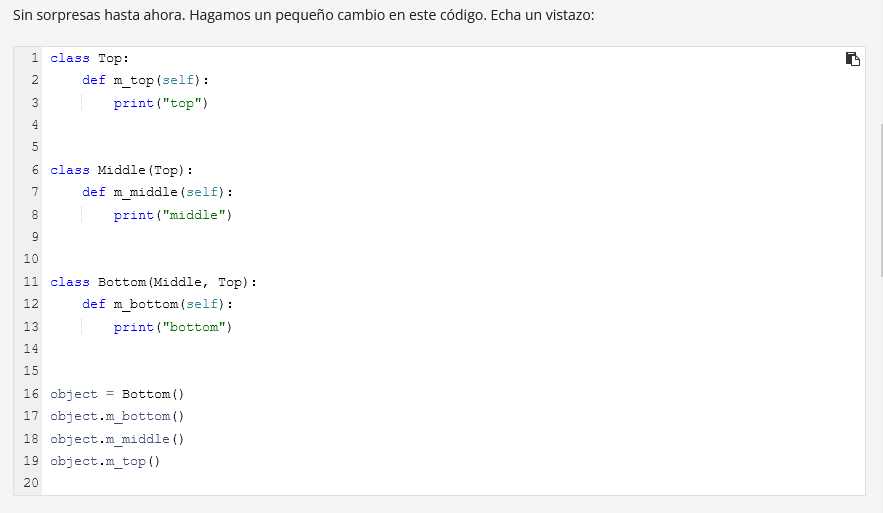 Sin sorpresas hasta ahora. Hagamos un pequeño cambio en este código. Echa un vistazo:
1 class Top:
2     def m_top(self):
3         print("top")
4
5
6 class Middle(Top):
7     def m_middle(self):
8         print("middle")
9
10
11 class Bottom(Middle, Top):
12     def m_bottom(self):
13         print("bottom")
14
15
16 object = Bottom()
17 object.m_bottom()
18 object.m_middle()
19 object.m_top()
20